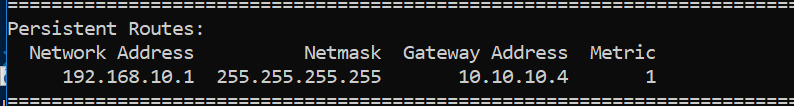 ===========================================================================
Persistent Routes:
Network Address Netmask Gateway Address Metric
192.168.10.1 255.255.255.255 10.10.10.4 1
===========================================================================